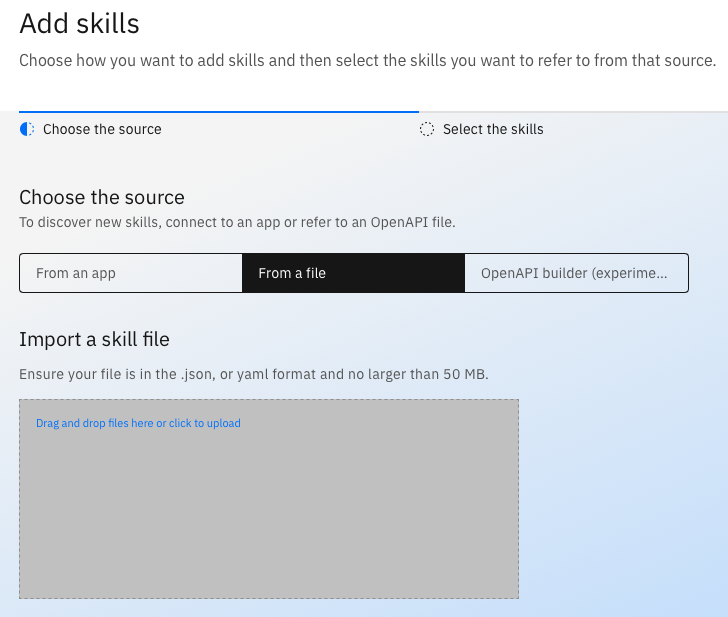 Add skills
Choose how you want to add skills and then select the skills you want to refer to from that source.
Choose the source
Select the skills
Choose the source
To discover new skills, connect to an app or refer to an OpenAPI file.
From an app
From a file
OpenAPI builder (experime...
Import a skill file
Ensure your file is in the .json, or yaml format and no larger than 50 MB.
Drag and drop files here or click to upload